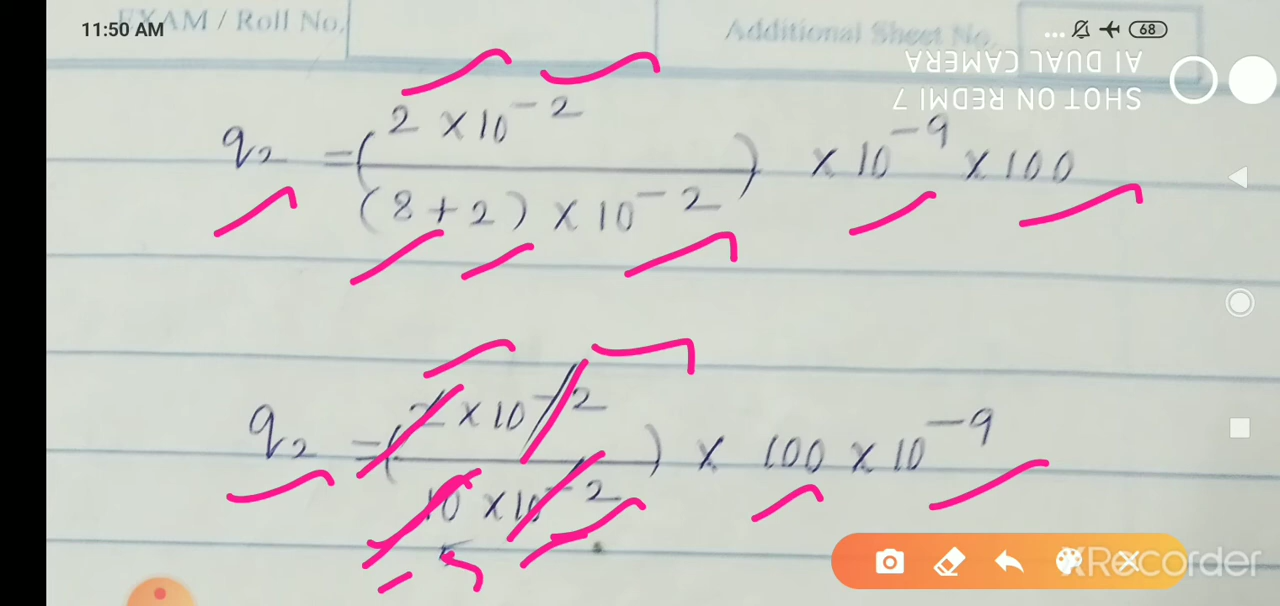 11:50 AM
EXAM / Roll No.
Additional Sheet No.
68
SHOT ON REDMI 7
AI DUAL CAMERA
q₂ = (2 × 10⁻² / (8 + 2) × 10⁻²) × 10⁻⁹ × 100
q₂ = (2 × 10⁻² / 10 × 10⁻²) × 100 × 10⁻⁹
5
XRecorder